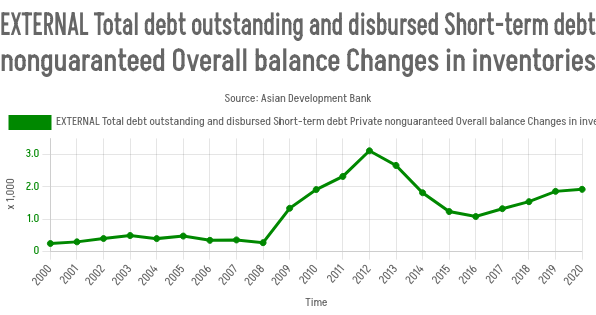 EXTERNAL Total debt outstanding and disbursed Short-term debt
nonguaranteed Overall balance Changes in inventories
Source: Asian Development Bank
EXTERNAL Total debt outstanding and disbursed Short-term debt Private nonguaranteed Overall balance Changes in inve
3.0
2.0
1.0
0
x 1,000
2000 2001 2002 2003 2004 2005 2006 2007 2008 2009 2010 2011 2012 2013 2014 2015 2016 2017 2018 2019 2020
Time